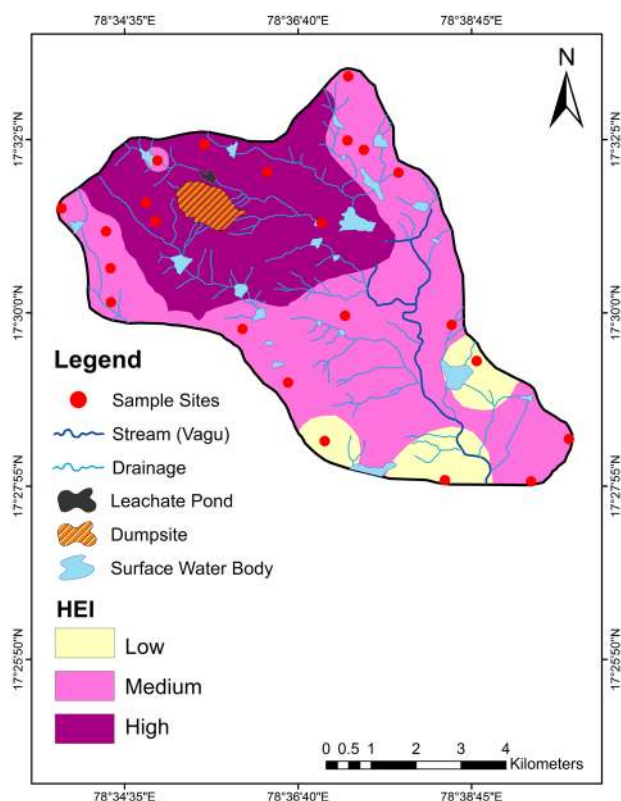 78°34'35"E 78°36'40"E 78°38'45"E
N
17°32'5"N 17°32'5"N
17°30'0"N 17°30'0"N
Legend
Sample Sites
Stream (Vagu)
Drainage
17°27'55"N 17°27'55"N
Leachate Pond
Dumpsite
Surface Water Body
HEI
Low
17°25'50"N 17°25'50"N
Medium
High
0 0.5 1 2 3 4
Kilometers
78°34'35"E 78°36'40"E 78°38'45"E